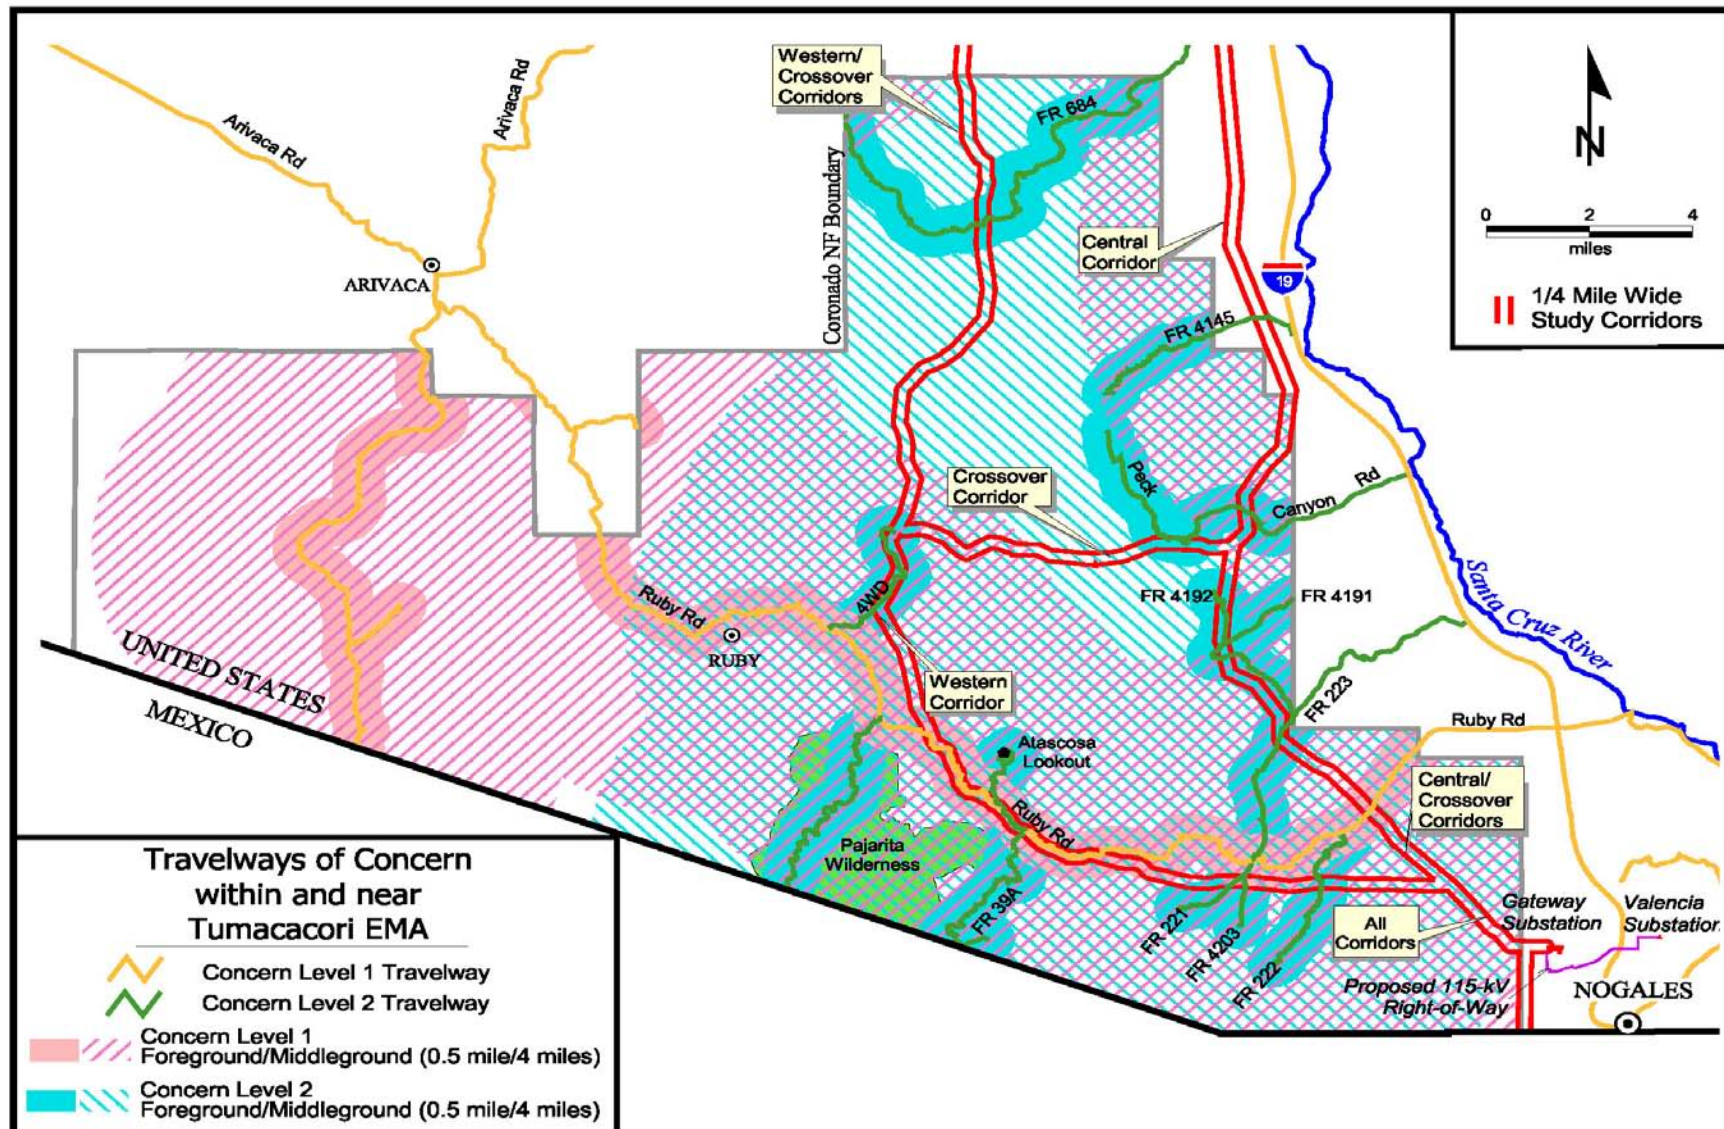 Western/
Crossover
Corridors
FR 684
Arivaca Rd
Arivaca Rd
N
0 2 4
miles
1/4 Mile Wide
Study Corridors
Coronado NF Boundary
Central
Corridor
19
ARIVACA
FR 4145
Crossover
Corridor
Peck
Canyon Rd
Santa Cruz River
4WD
FR 4192
FR 4191
Ruby Rd
RUBY
UNITED STATES
MEXICO
Western
Corridor
FR 223
Ruby Rd
Atascosa
Lookout
Central/
Crossover
Corridors
Ruby Rd
Pajarita
Wilderness
FR 39A
FR 221
FR 4203
FR 222
All
Corridors
Gateway
Substation
Valencia
Substation
Proposed 115-kV
Right-of-Way
NOGALES
Travelways of Concern
within and near
Tumacacori EMA
Concern Level 1 Travelway
Concern Level 2 Travelway
Concern Level 1
Foreground/Middleground (0.5 mile/4 miles)
Concern Level 2
Foreground/Middleground (0.5 mile/4 miles)